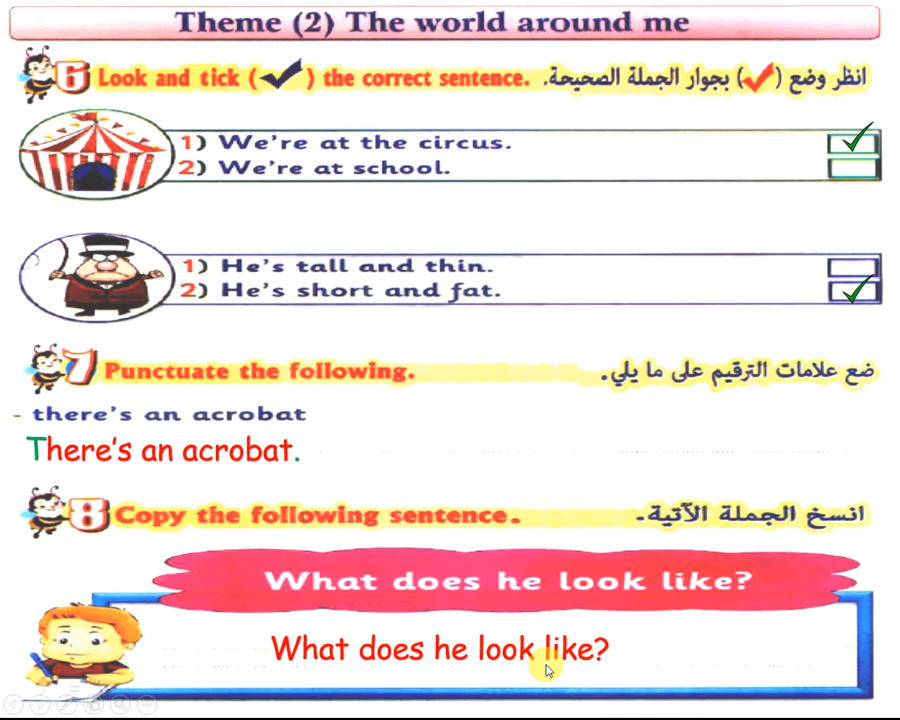 Theme (2) The world around me
6 Look and tick (✓) the correct sentence. انظر وضع (✓) بجوار الجملة الصحيحة.
1) We're at the circus. ✓
2) We're at school.
1) He's tall and thin.
2) He's short and fat. ✓
7 Punctuate the following. ضع علامات الترقيم على ما يلي.
- there's an acrobat
There's an acrobat.
8 Copy the following sentence. انسخ الجملة الآتية.
What does he look like?
What does he look like?